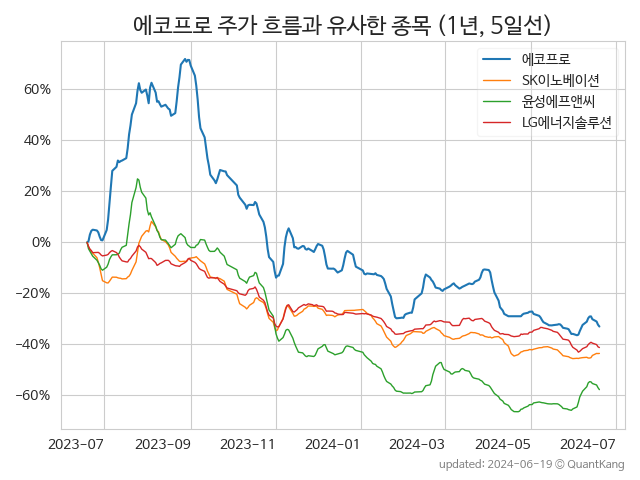 에코프로 주가 흐름과 유사한 종목 (1년, 5일선)
에코프로
SK이노베이션
윤성에프앤씨
LG에너지솔루션
60%
40%
20%
0%
−20%
−40%
−60%
2023-07 2023-09 2023-11 2024-01 2024-03 2024-05 2024-07
updated: 2024-06-19 © QuantKang